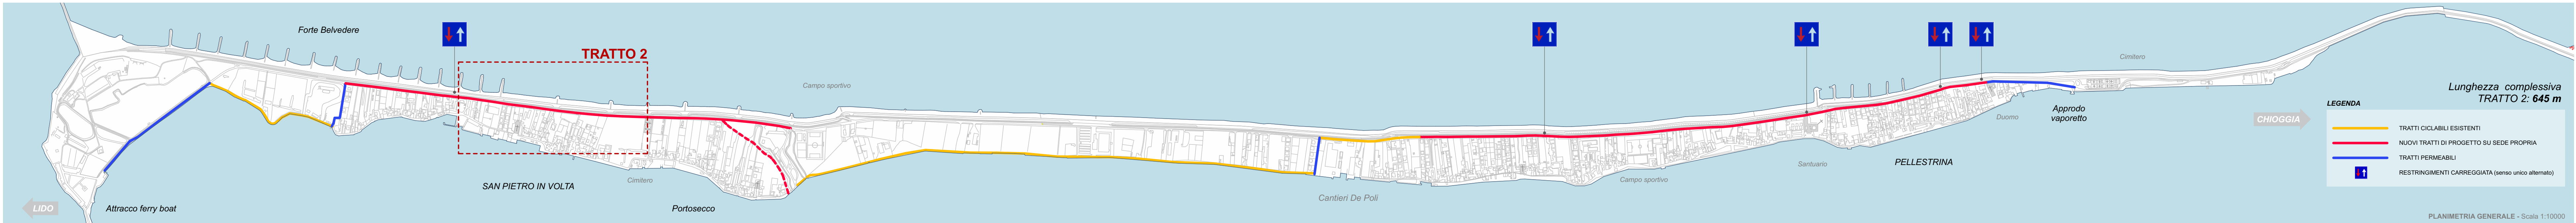 Forte Belvedere
TRATTO 2
Campo sportivo
Cimitero
Lunghezza complessiva
TRATTO 2: 645 m
LEGENDA
TRATTI CICLABILI ESISTENTI
NUOVI TRATTI DI PROGETTO SU SEDE PROPRIA
TRATTI PERMEABILI
RESTRINGIMENTI CARREGGIATA (senso unico alternato)
CHIOGGIA
Approdo
vaporetto
Duomo
PELLESTRINA
Santuario
Campo sportivo
Cantieri De Poli
SAN PIETRO IN VOLTA
Cimitero
Portosecco
LIDO
Attracco ferry boat
PLANIMETRIA GENERALE - Scala 1:10000